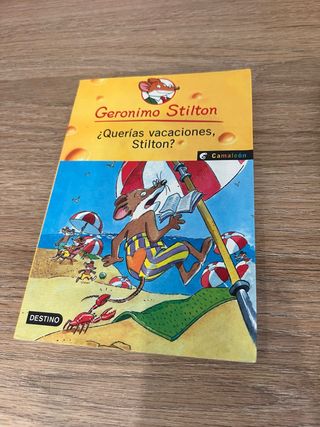 Geronimo Stilton
¿Querías vacaciones,
Stilton?
Camaleón
DESTINO